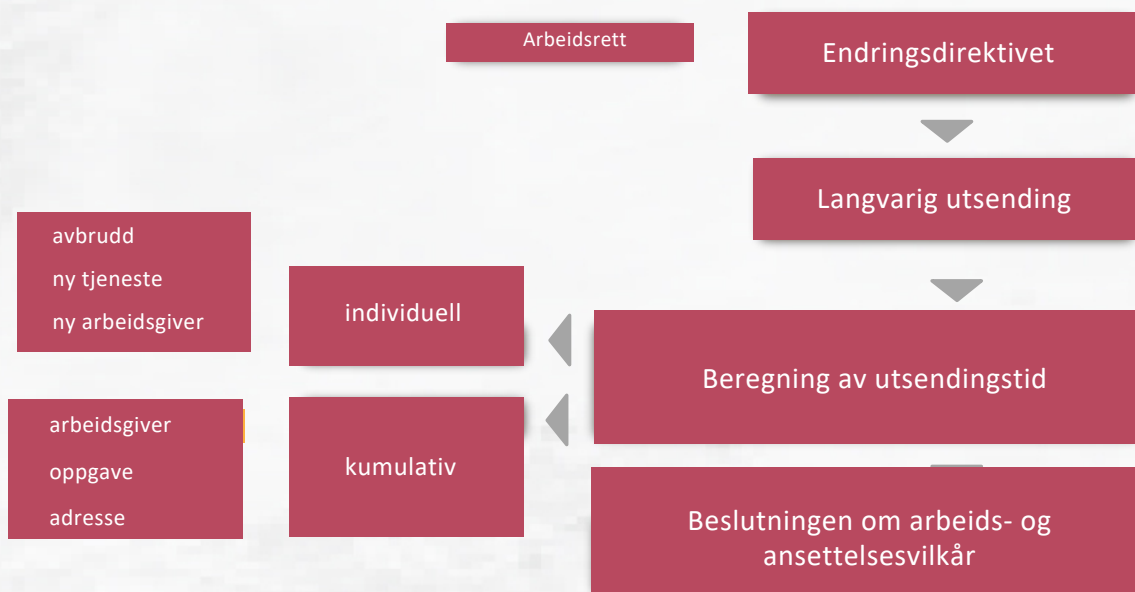 Arbeidsrett
Endringsdirektivet
Langvarig utsending
avbrudd
ny tjeneste
ny arbeidsgiver
individuell
Beregning av utsendingstid
arbeidsgiver
oppgave
adresse
kumulativ
Beslutningen om arbeids- og
ansettelsesvilkår